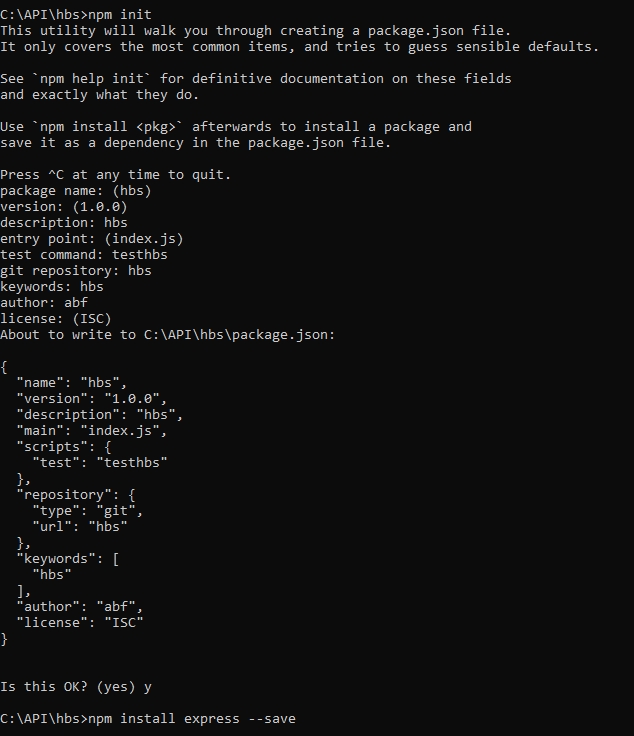 C:\API\hbs>npm init
This utility will walk you through creating a package.json file.
It only covers the most common items, and tries to guess sensible defaults.

See `npm help init` for definitive documentation on these fields
and exactly what they do.

Use `npm install <pkg>` afterwards to install a package and
save it as a dependency in the package.json file.

Press ^C at any time to quit.
package name: (hbs)
version: (1.0.0)
description: hbs
entry point: (index.js)
test command: testhbs
git repository: hbs
keywords: hbs
author: abf
license: (ISC)
About to write to C:\API\hbs\package.json:

{
  "name": "hbs",
  "version": "1.0.0",
  "description": "hbs",
  "main": "index.js",
  "scripts": {
    "test": "testhbs"
  },
  "repository": {
    "type": "git",
    "url": "hbs"
  },
  "keywords": [
    "hbs"
  ],
  "author": "abf",
  "license": "ISC"
}


Is this OK? (yes) y

C:\API\hbs>npm install express --save